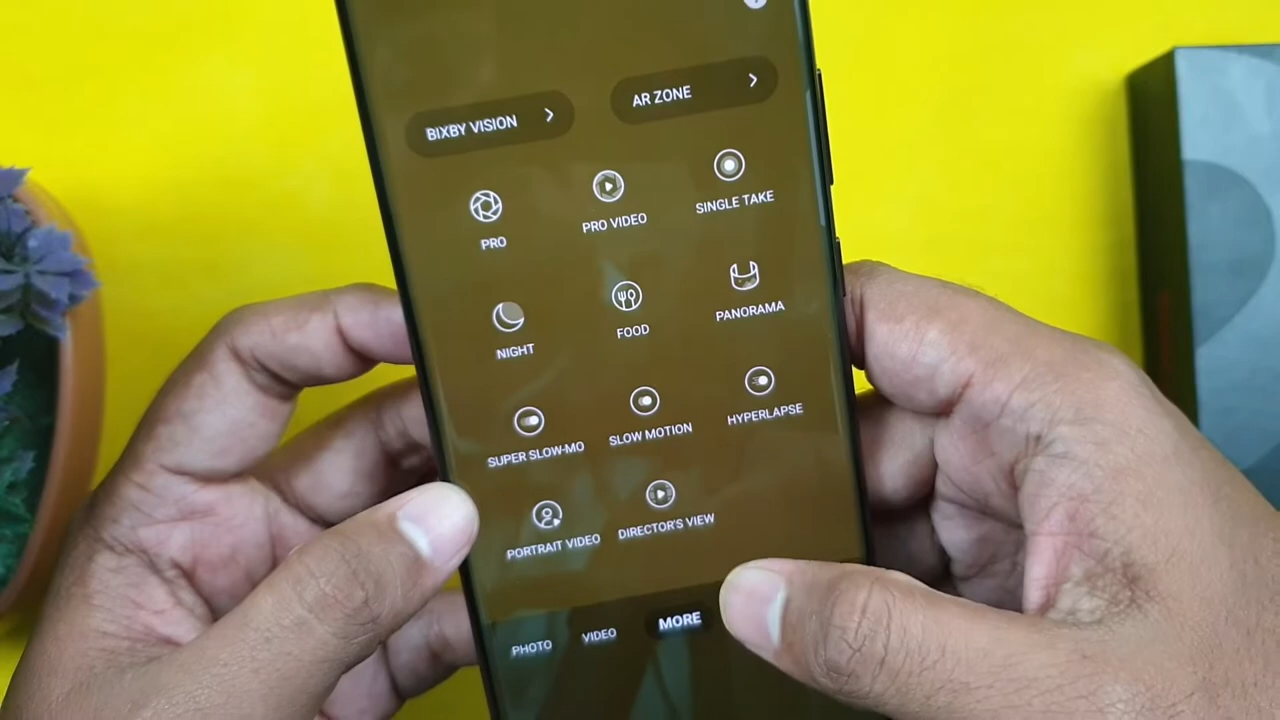 BIXBY VISION
AR ZONE
PRO
PRO VIDEO
SINGLE TAKE
NIGHT
FOOD
PANORAMA
SUPER SLOW-MO
SLOW MOTION
HYPERLAPSE
PORTRAIT VIDEO
DIRECTOR'S VIEW
PHOTO
VIDEO
MORE